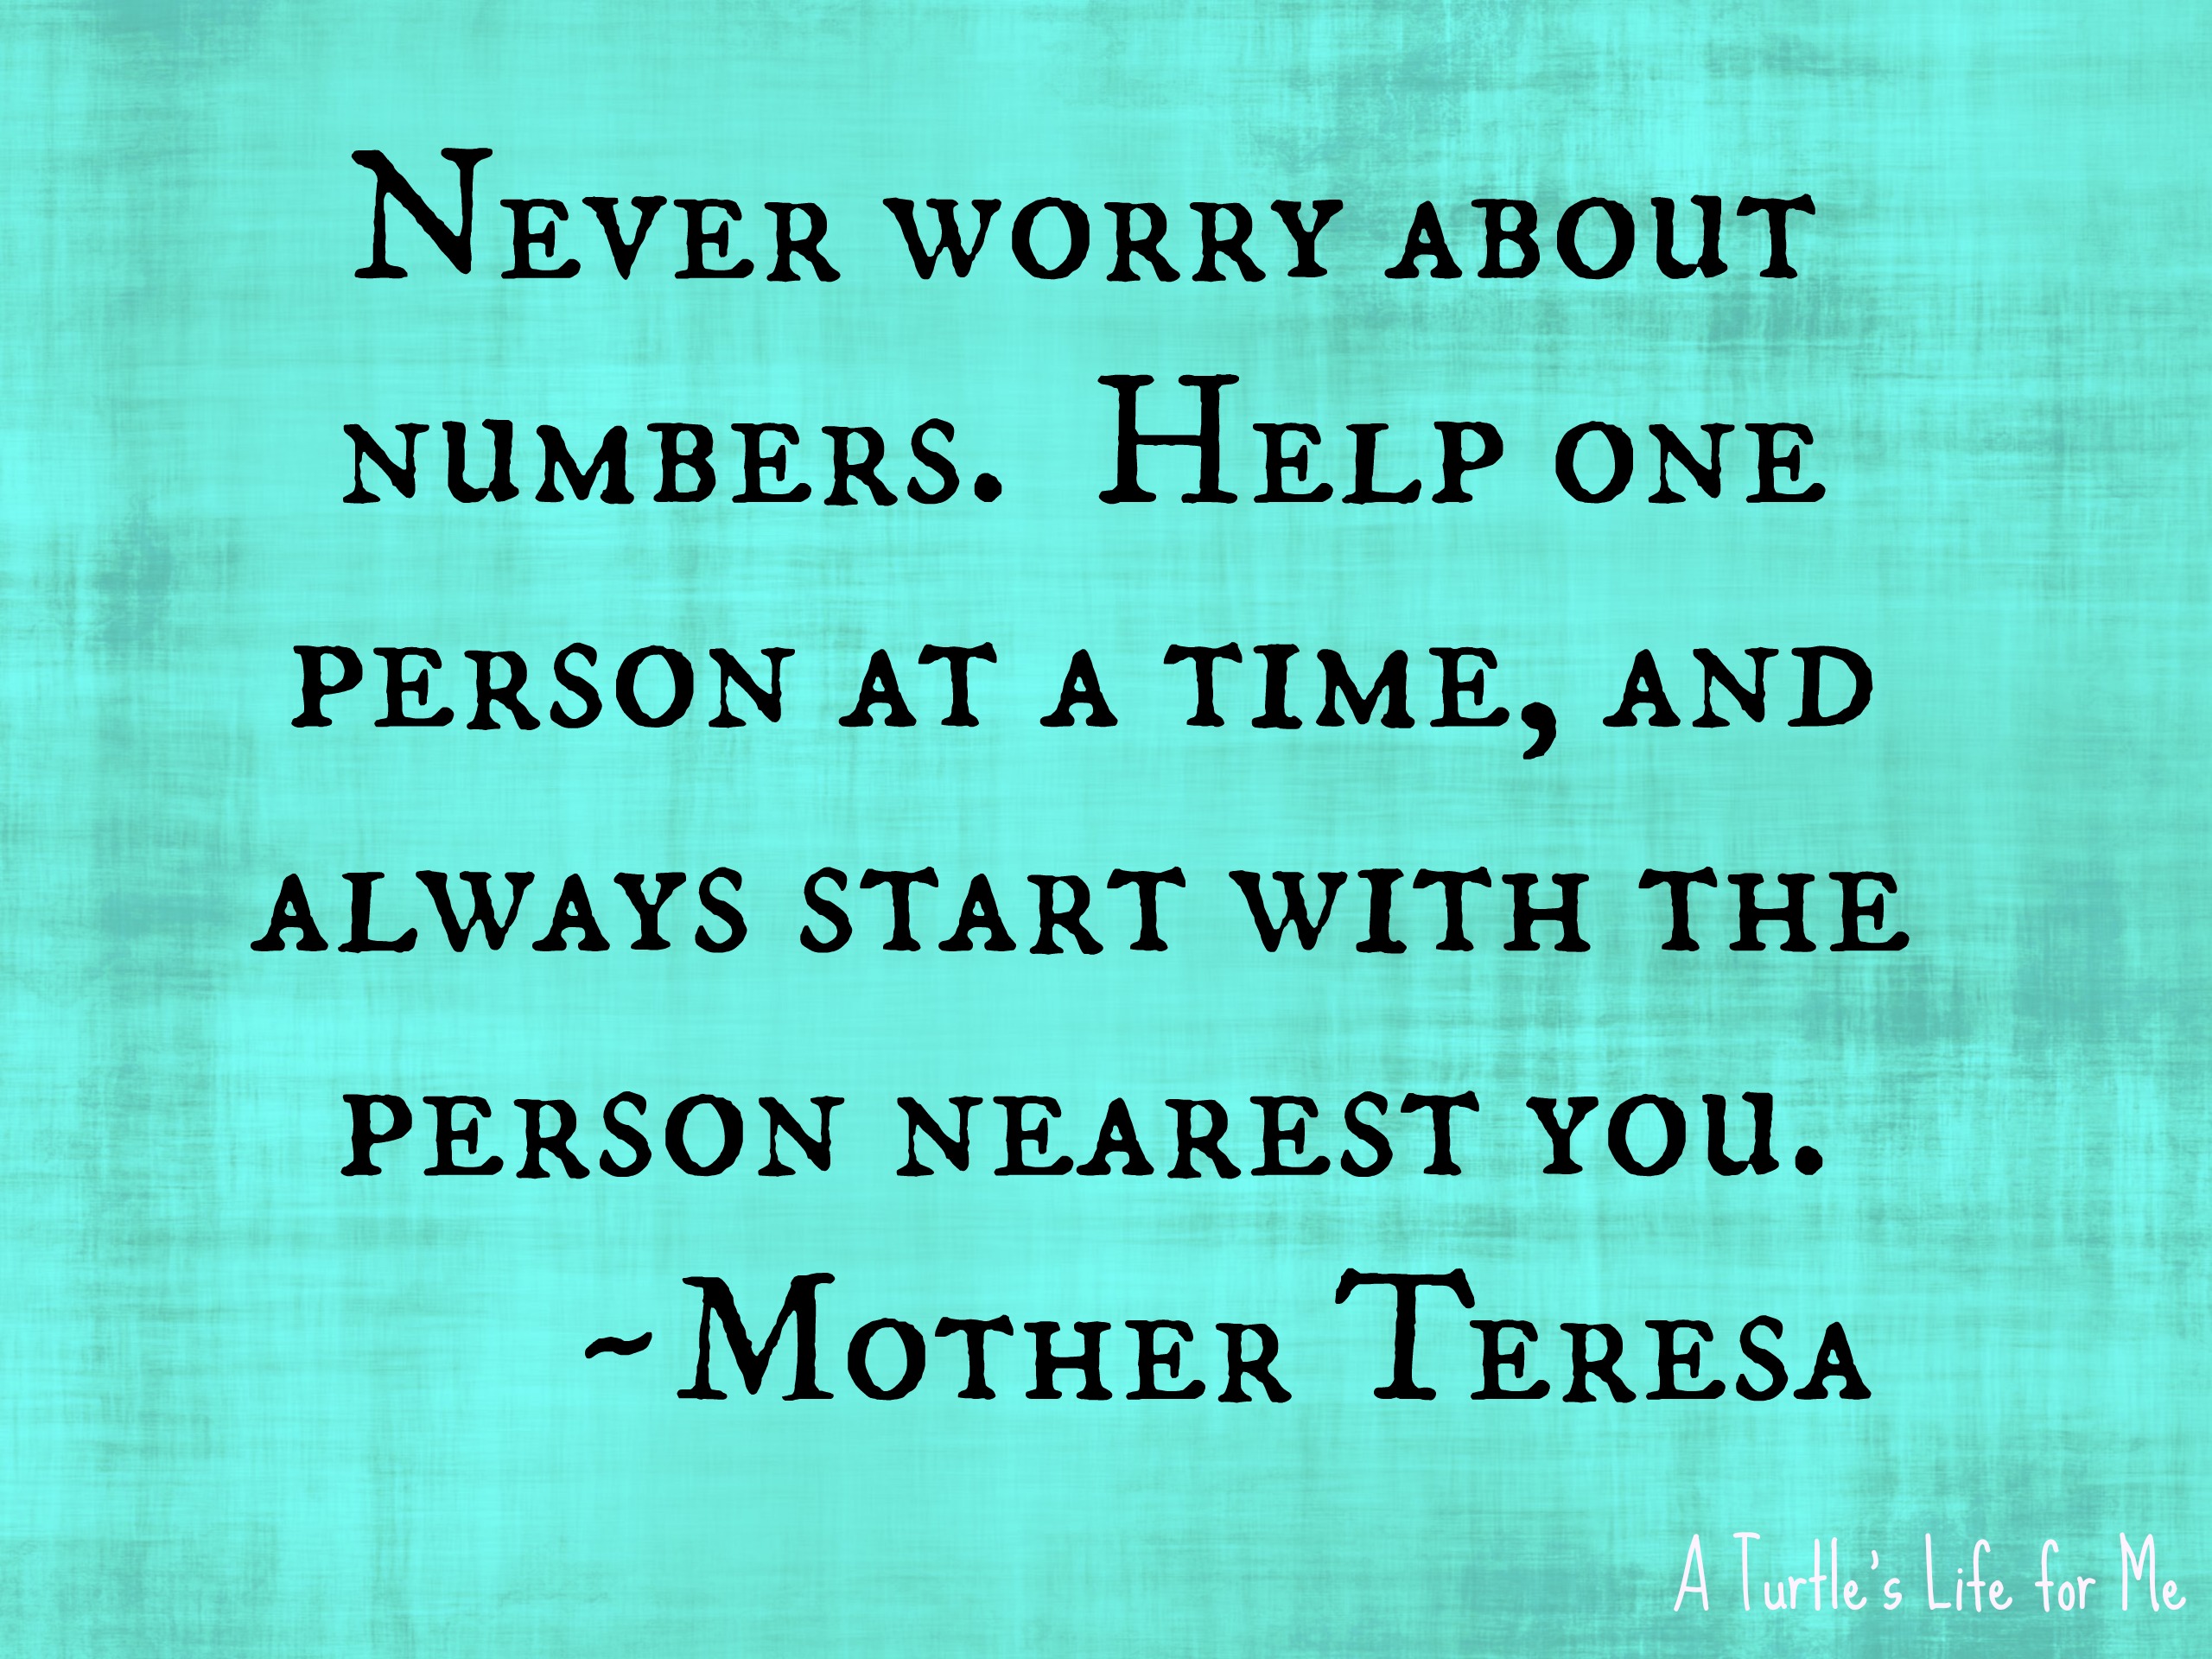 Never worry about
numbers.  Help one
person at a time, and
always start with the
person nearest you.
~Mother Teresa
A Turtle's Life for Me